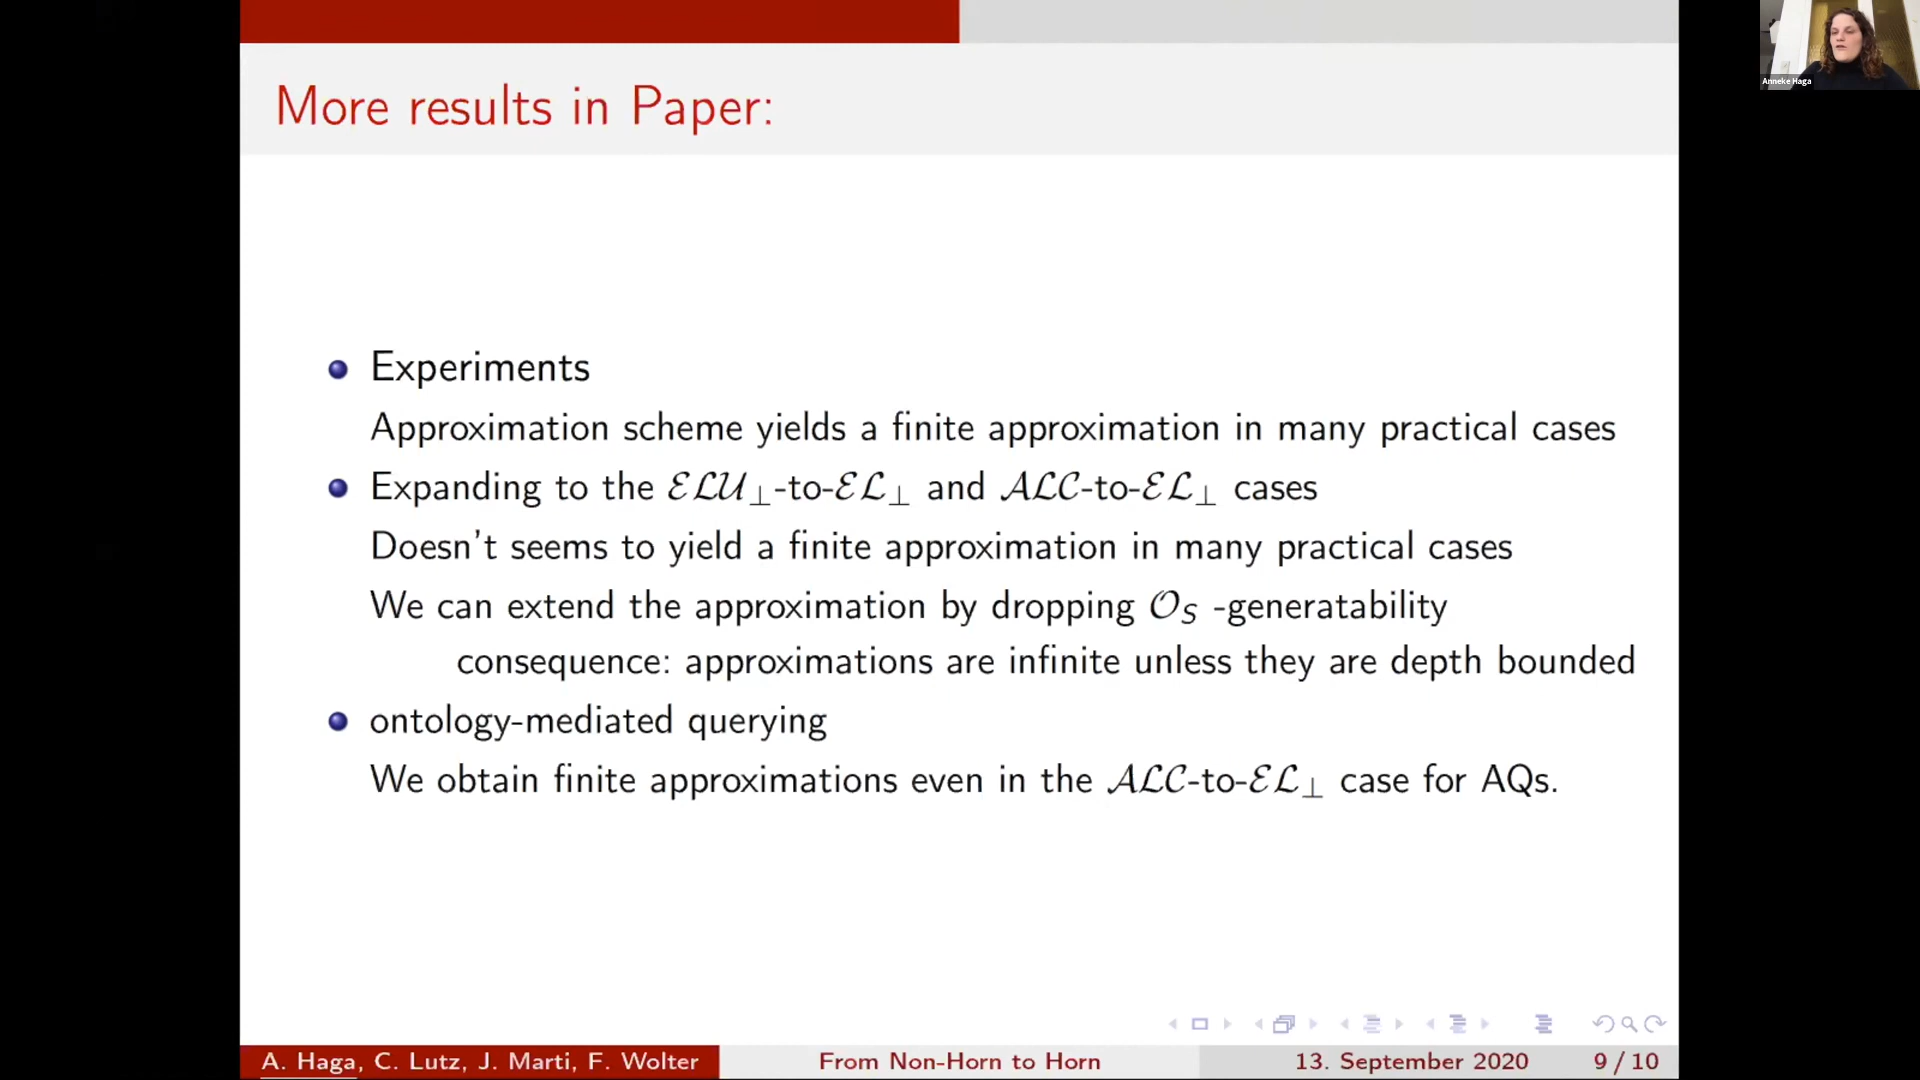 Anneke Haga
More results in Paper:
Experiments
Approximation scheme yields a finite approximation in many practical cases
Expanding to the ℰℒ𝒰⊥-to-ℰℒ⊥ and 𝒜ℒ𝒞-to-ℰℒ⊥ cases
Doesn't seems to yield a finite approximation in many practical cases
We can extend the approximation by dropping 𝒪_S -generatability
consequence: approximations are infinite unless they are depth bounded
ontology-mediated querying
We obtain finite approximations even in the 𝒜ℒ𝒞-to-ℰℒ⊥ case for AQs.
A. Haga, C. Lutz, J. Marti, F. Wolter From Non-Horn to Horn 13. September 2020 9 / 10